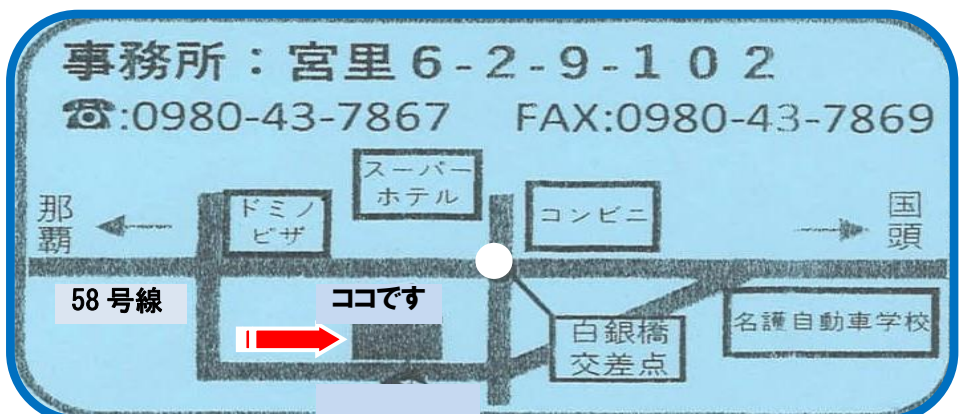 事務所：宮里6-2-9-102
☎:0980-43-7867 FAX:0980-43-7869
那覇
ドミノ
ピザ
スーパー
ホテル
コンビニ
国頭
58号線
ココです
白銀橋
交差点
名護自動車学校